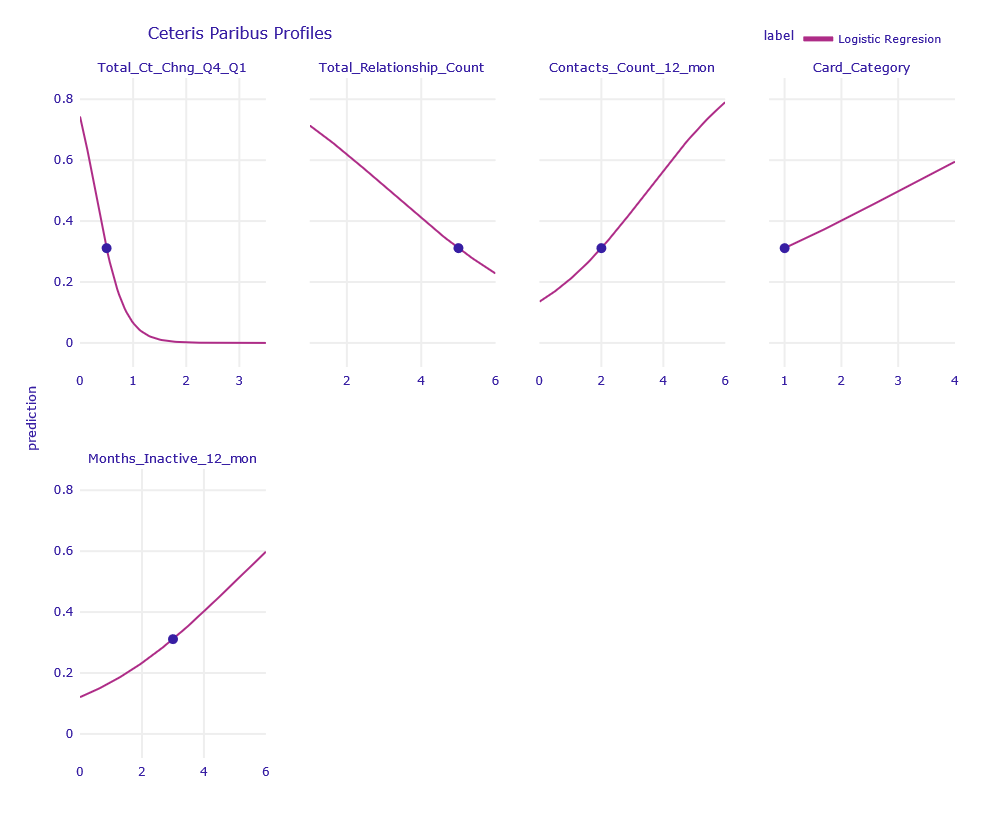 Ceteris Paribus Profiles
label Logistic Regresion
Total_Ct_Chng_Q4_Q1 Total_Relationship_Count Contacts_Count_12_mon Card_Category
0.8
0.6
0.4
0.2
0
0 1 2 3 2 4 6 0 2 4 6 1 2 3 4
prediction
Months_Inactive_12_mon
0.8
0.6
0.4
0.2
0
0 2 4 6